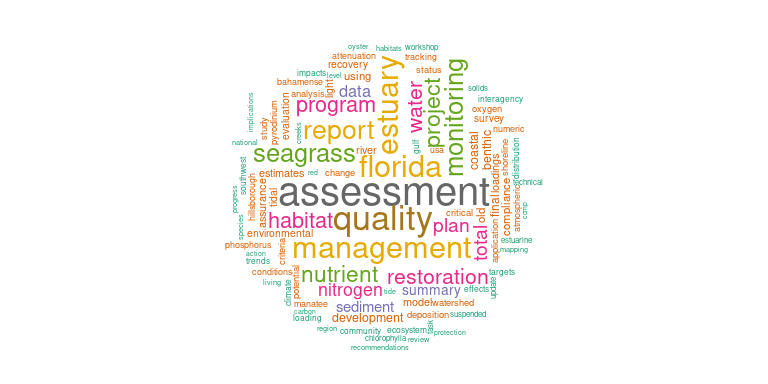 oyster
habitats
workshop
attenuation
tracking
recovery
impacts
level
using
status
bahamense
light
data
estuary
water
project
monitoring
solids
analysis
program
interagency
implications
study
pyrodinium
evaluation
creeks
report
oxygen
survey
numeric
national
seagrass
river
gulf
usa
coastal
benthic
shoreline
distribution
florida
southwest
estimates
red
change
loadings
technical
progress
hillsborough
assurance
tidal
assessment
final
compliance
atmospheric
comp
species
habitat
quality
critical
old
plan
total
application
environmental
estuarine
phosphorus
criteria
management
mapping
action
trends
conditions
potential
nutrient
restoration
targets
living
climate
nitrogen
tide
summary
effects
update
manatee
carbon
sediment
model
watershed
loading
development
deposition
suspended
region
community
ecosystem
task
protection
chlorophylla
review
recommendations